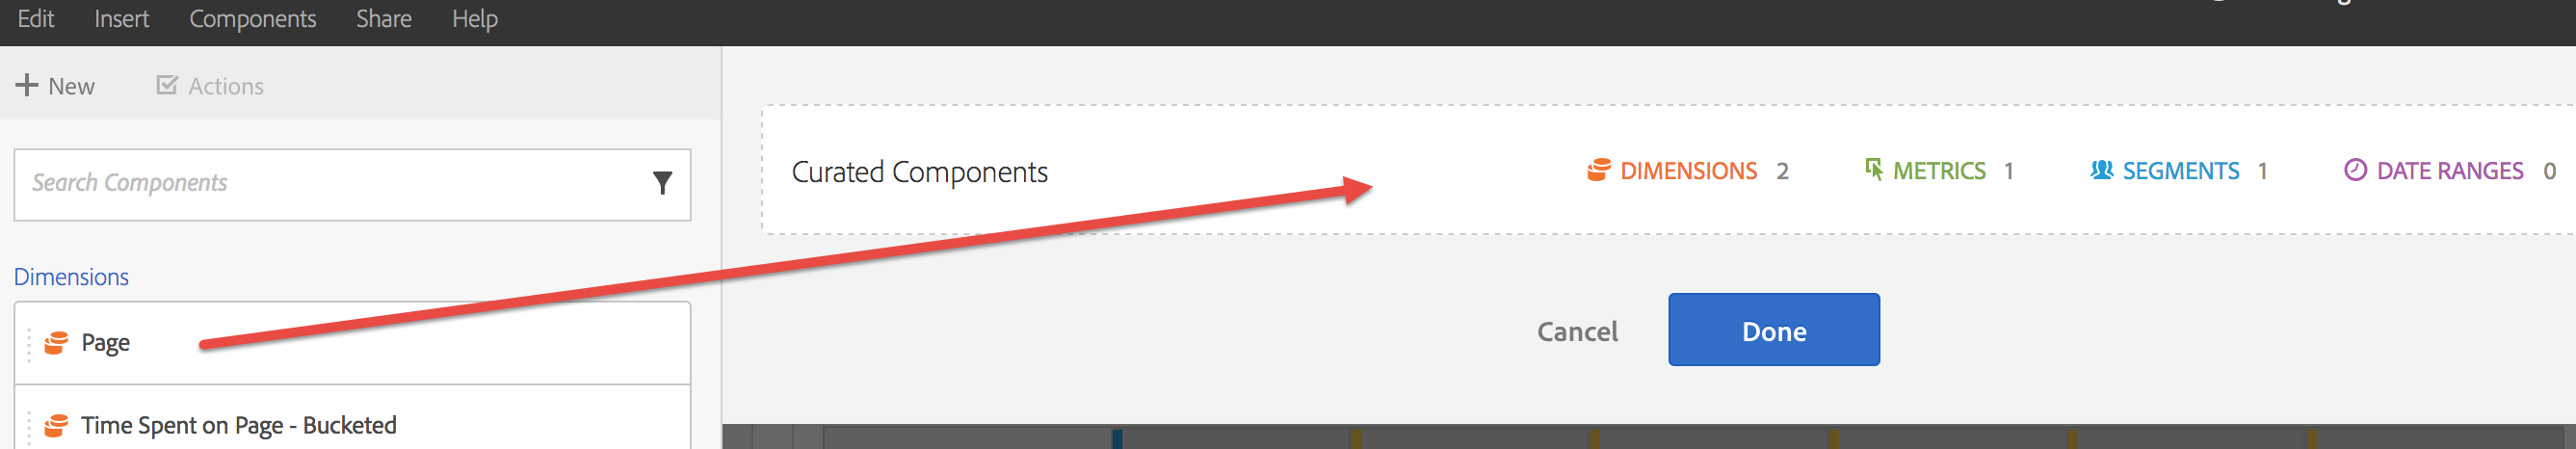 Edit Insert Components Share Help
New Actions
Search Components
Dimensions
Page
Time Spent on Page - Bucketed
Curated Components DIMENSIONS 2 METRICS 1 SEGMENTS 1 DATE RANGES 0
Cancel Done